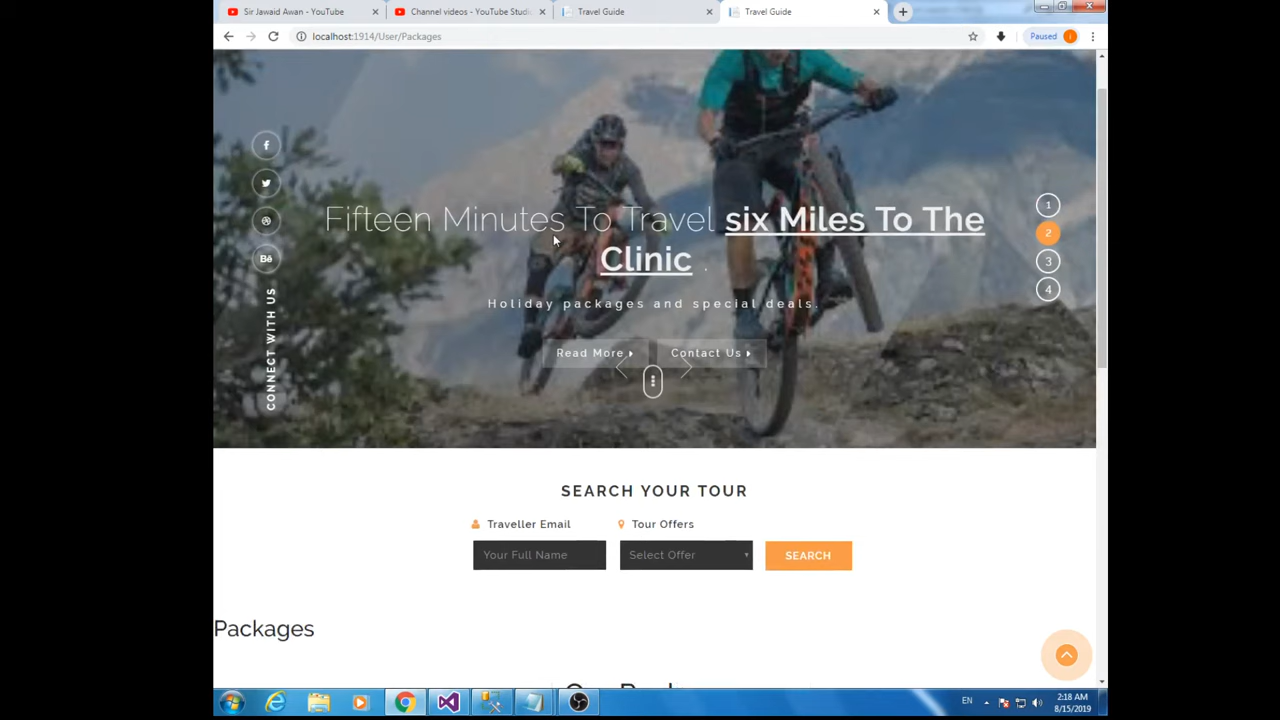 Sir Jawaid Awan - YouTube
Channel videos - YouTube Studi
Travel Guide
Travel Guide
localhost:1914/User/Packages
Paused
i
Fifteen Minutes To Travel six Miles To The
Clinic .
Holiday packages and special deals.
Read More
Contact Us
Bē
CONNECT WITH US
1
2
3
4
SEARCH YOUR TOUR
Traveller Email
Tour Offers
Your Full Name
Select Offer
SEARCH
Packages
EN
2:18 AM
8/15/2019